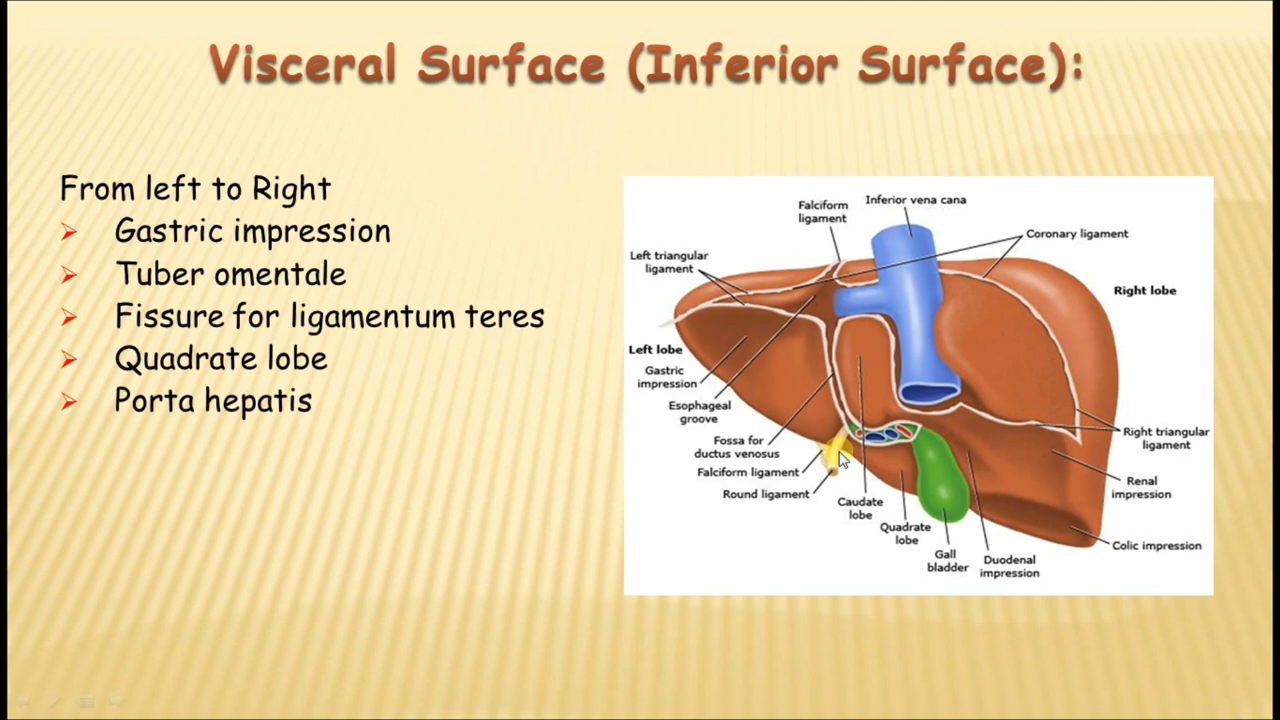 Visceral Surface (Inferior Surface):
From left to Right
Gastric impression
Tuber omentale
Fissure for ligamentum teres
Quadrate lobe
Porta hepatis
Inferior vena cana
Falciform
ligament
Coronary ligament
Left triangular
ligament
Right lobe
Left lobe
Gastric
impression
Esophageal
groove
Fossa for
ductus venosus
Falciform ligament
Round ligament
Caudate
lobe
Quadrate
lobe
Gall
bladder
Duodenal
impression
Right triangular
ligament
Renal
impression
Colic impression